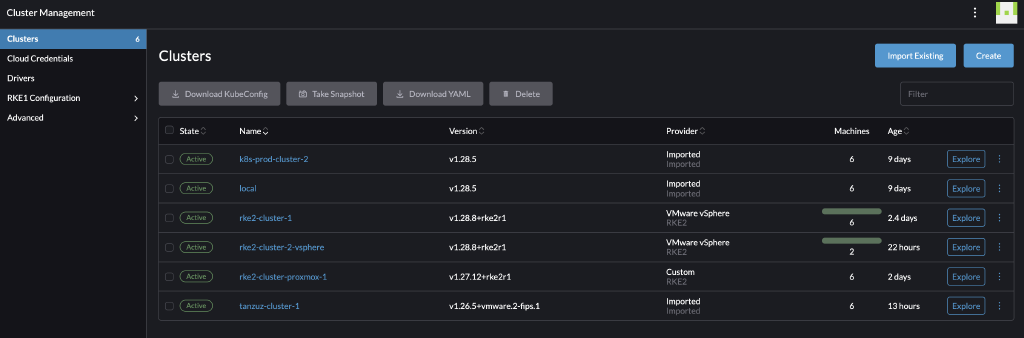 Cluster Management
Clusters 6
Cloud Credentials
Drivers
RKE1 Configuration
Advanced
Clusters
Import Existing Create
Download KubeConfig Take Snapshot Download YAML Delete Filter
State Name Version Provider Machines Age
Active k8s-prod-cluster-2 v1.28.5 Imported 6 9 days Explore
Imported
Active local v1.28.5 Imported 6 9 days Explore
Imported
Active rke2-cluster-1 v1.28.8+rke2r1 VMware vSphere 6 2.4 days Explore
RKE2
Active rke2-cluster-2-vsphere v1.28.8+rke2r1 VMware vSphere 2 22 hours Explore
RKE2
Active rke2-cluster-proxmox-1 v1.27.12+rke2r1 Custom 6 2 days Explore
RKE2
Active tanzuz-cluster-1 v1.26.5+vmware.2-fips.1 Imported 6 13 hours Explore
Imported